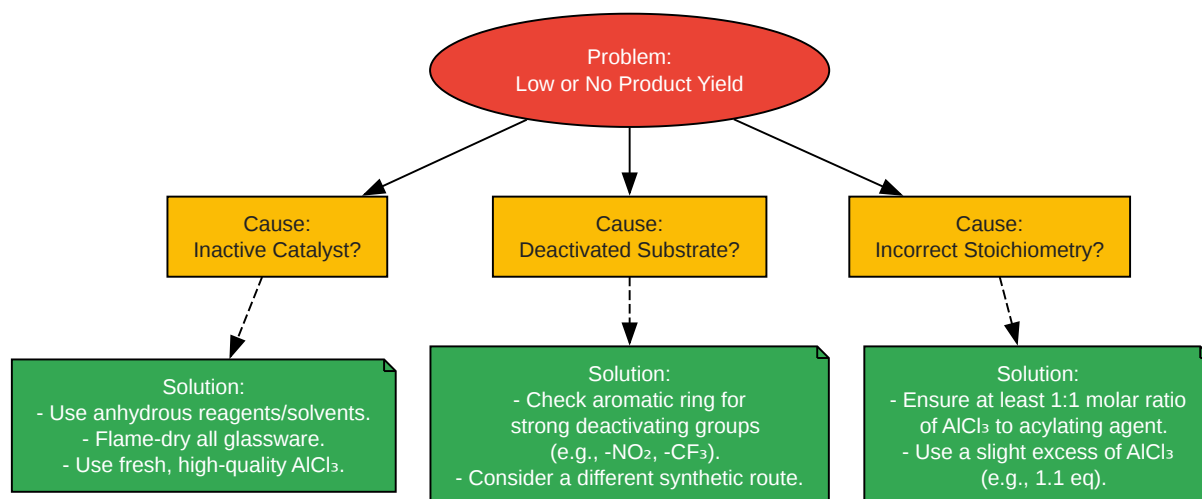 Problem:
Low or No Product Yield
Cause:
Inactive Catalyst?
Cause:
Deactivated Substrate?
Cause:
Incorrect Stoichiometry?
Solution:
- Use anhydrous reagents/solvents.
- Flame-dry all glassware.
- Use fresh, high-quality AlCl₃.
Solution:
- Check aromatic ring for
strong deactivating groups
(e.g., -NO₂, -CF₃).
- Consider a different synthetic route.
Solution:
- Ensure at least 1:1 molar ratio
of AlCl₃ to acylating agent.
- Use a slight excess of AlCl₃
(e.g., 1.1 eq).